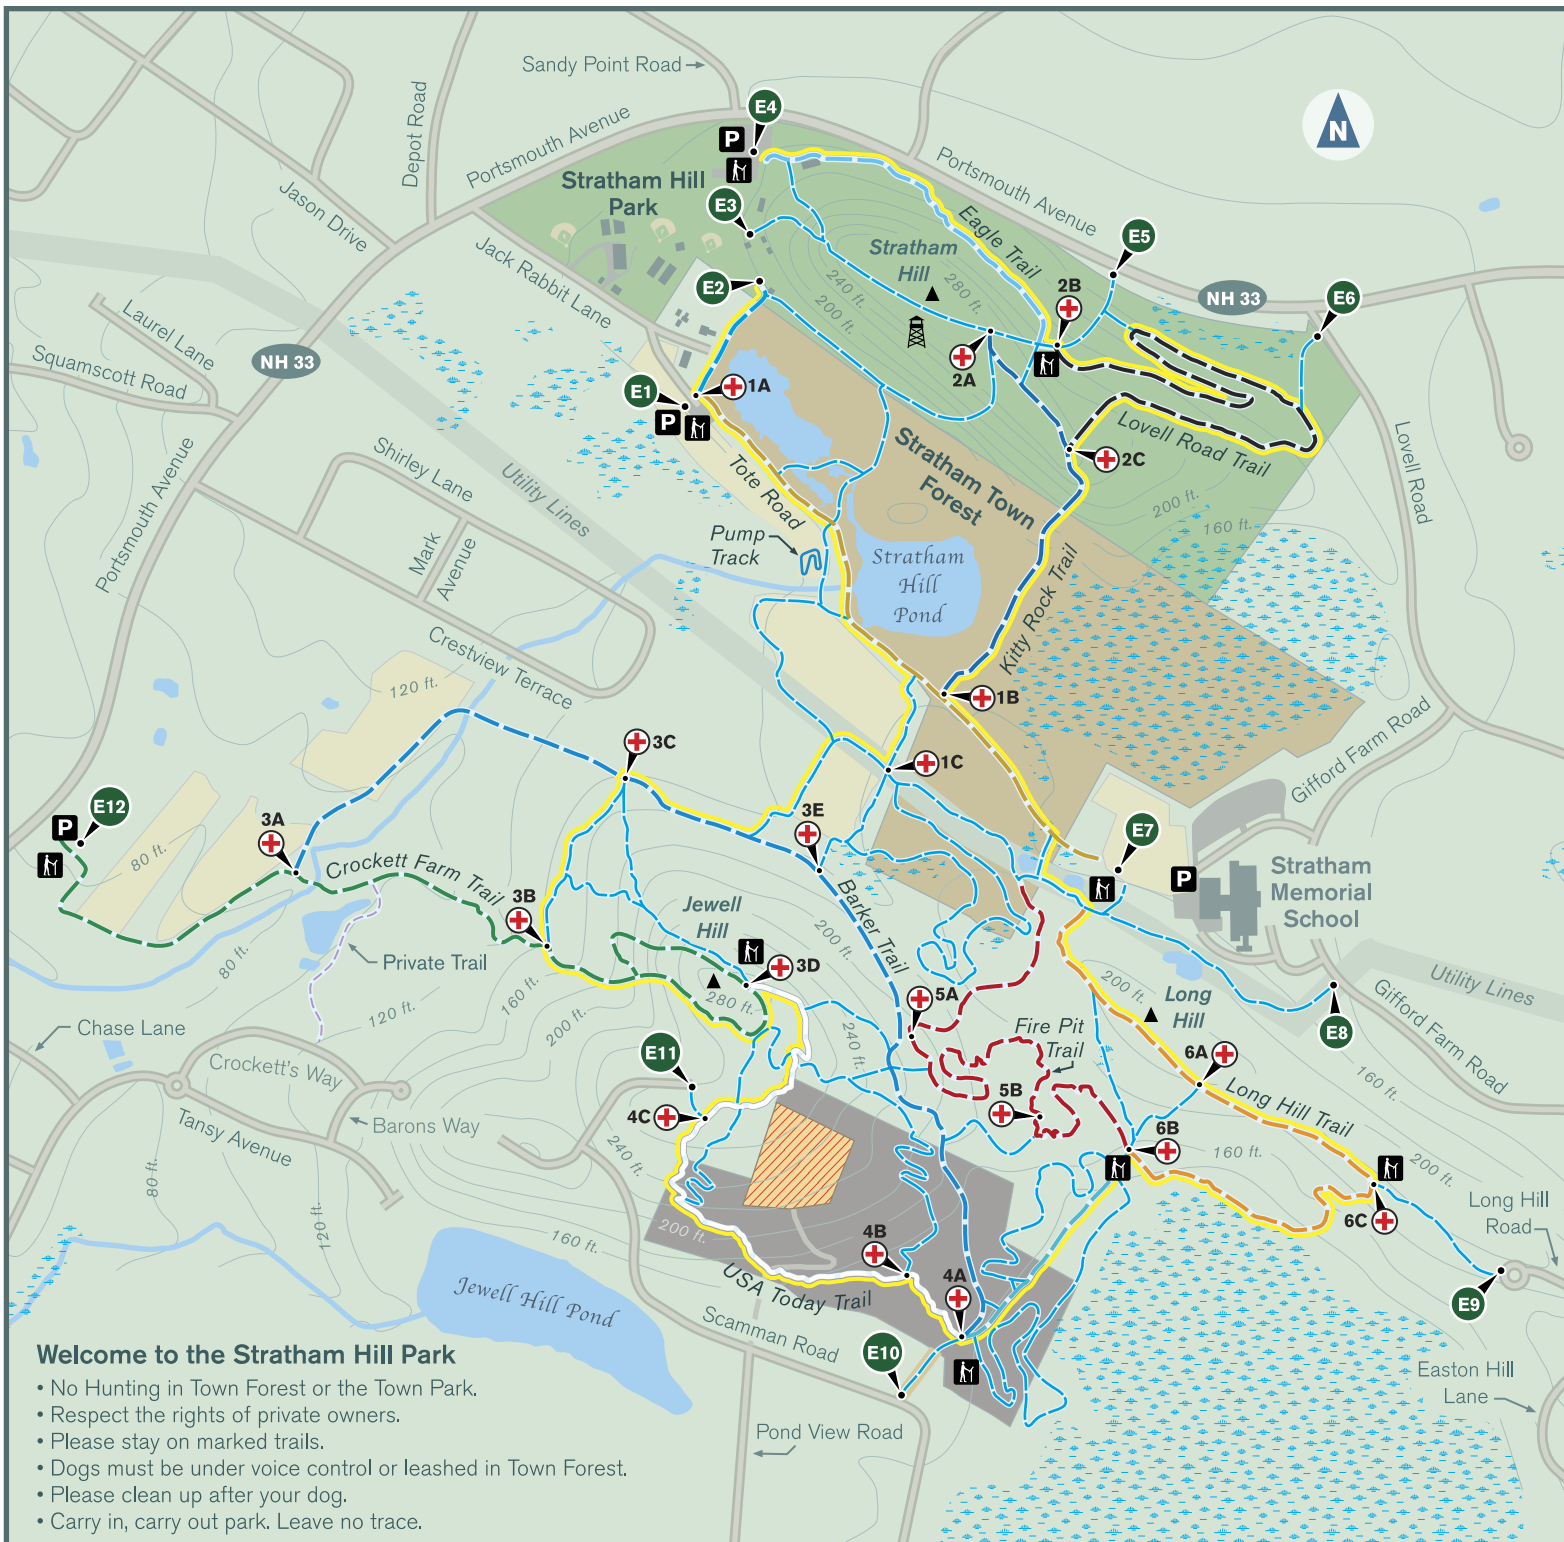 Sandy Point Road
E4
P
N
Depot Road
Portsmouth Avenue
Portsmouth Avenue
Stratham Hill
Park
E3
Jason Drive
Jack Rabbit Lane
Eagle Trail
E5
Stratham
Hill
240 ft.
280 ft.
200 ft.
E2
2B
NH 33
E6
Laurel Lane
Squamscott Road
NH 33
2A
1A
E1
P
Lovell Road Trail
Lovell Road
Portsmouth Avenue
Shirley Lane
Utility Lines
Tote Road
Stratham Town
Forest
2C
200 ft.
160 ft.
Mark
Avenue
Pump
Track
Stratham
Hill
Pond
Kitty Rock Trail
Crestview Terrace
120 ft.
1B
3C
1C
Gifford Farm Road
E12
P
80 ft.
3A
3E
E7
P
Stratham
Memorial
School
Crockett Farm Trail
3B
Jewell
Hill
Barker Trail
200 ft.
3D
280 ft.
80 ft.
Private Trail
160 ft.
120 ft.
200 ft.
5A
200 ft.
Long
Hill
Utility Lines
Gifford Farm Road
E8
Chase Lane
Crockett's Way
E11
240 ft.
Fire Pit
Trail
6A
160 ft.
5B
Long Hill Trail
4C
Barons Way
Tansy Avenue
240 ft.
6B
160 ft.
200 ft.
80 ft.
120 ft.
6C
Long Hill
Road
160 ft.
200 ft.
4B
4A
USA Today Trail
Jewell Hill Pond
Scamman Road
E10
E9
Easton Hill
Lane
Pond View Road
Welcome to the Stratham Hill Park
• No Hunting in Town Forest or the Town Park.
• Respect the rights of private owners.
• Please stay on marked trails.
• Dogs must be under voice control or leashed in Town Forest.
• Please clean up after your dog.
• Carry in, carry out park. Leave no trace.